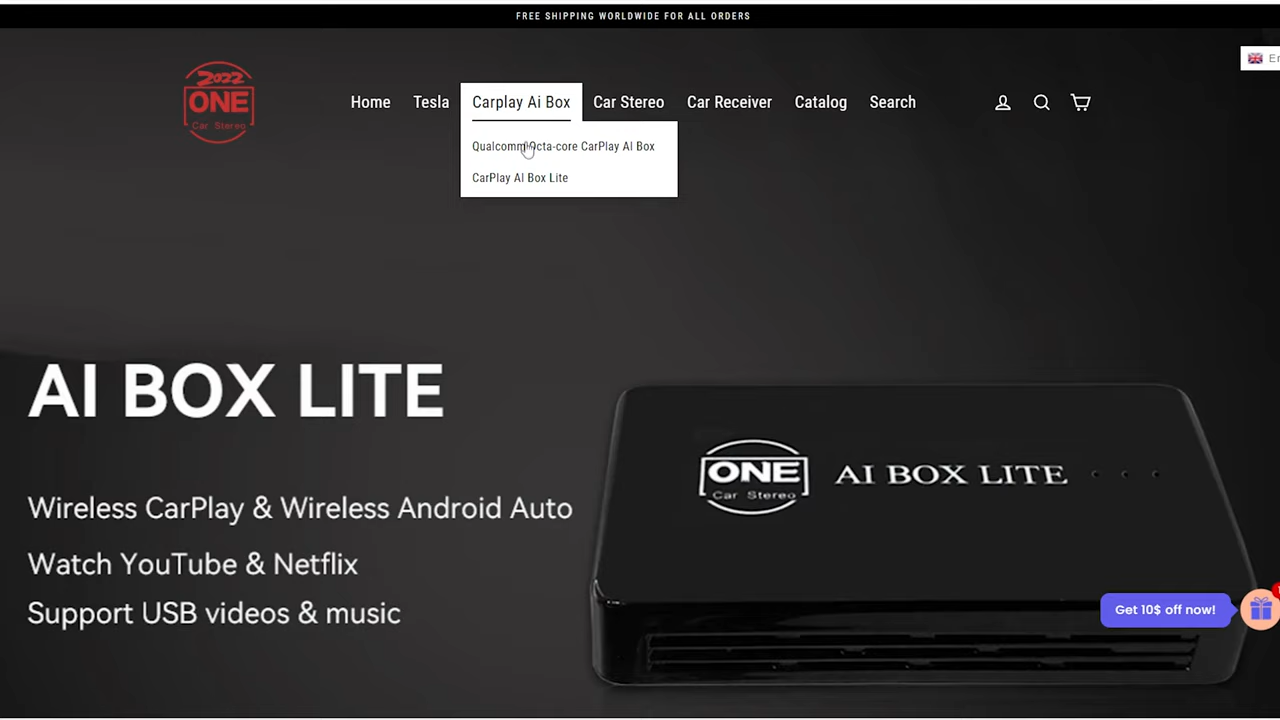 FREE SHIPPING WORLDWIDE FOR ALL ORDERS
2022
ONE
Car Stereo
Home Tesla Carplay Ai Box Car Stereo Car Receiver Catalog Search
Qualcomm Octa-core CarPlay AI Box
CarPlay AI Box Lite
AI BOX LITE
Wireless CarPlay & Wireless Android Auto
Watch YouTube & Netflix
Support USB videos & music
ONE
Car Stereo
AI BOX LITE
Get 10$ off now!